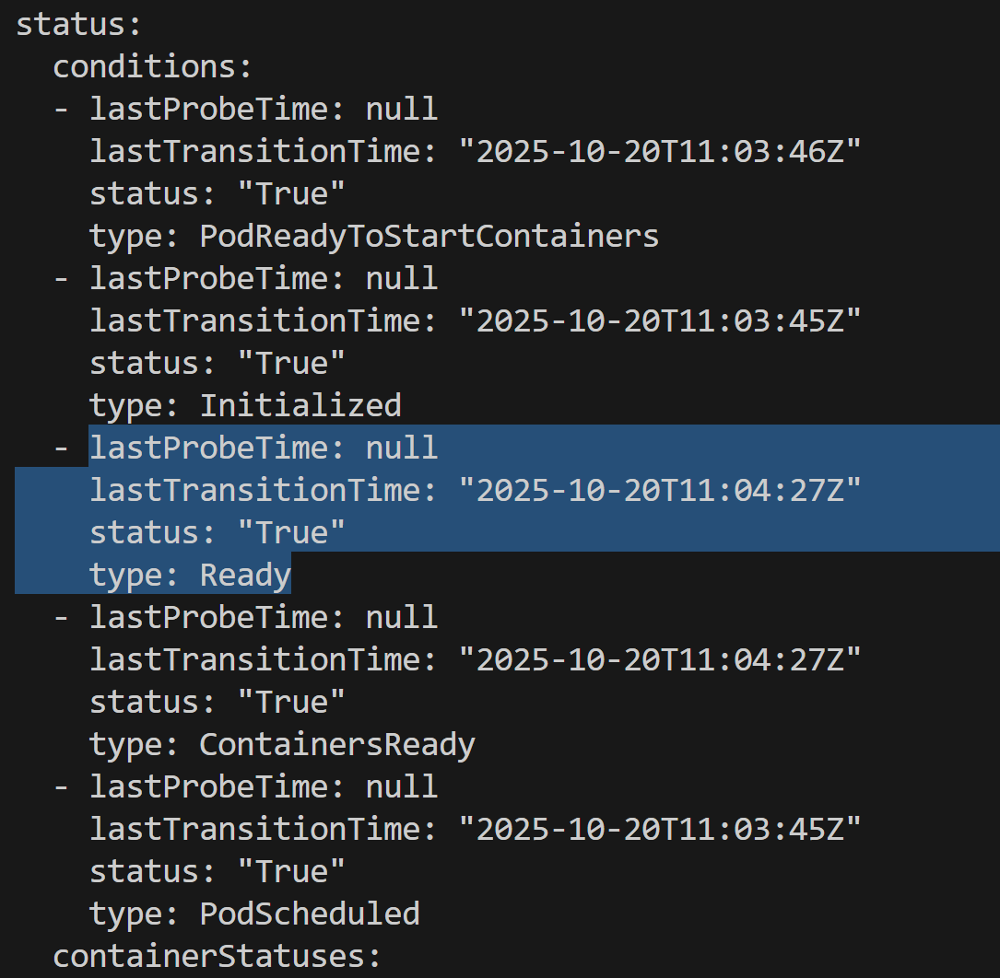 status:
  conditions:
  - lastProbeTime: null
    lastTransitionTime: "2025-10-20T11:03:46Z"
    status: "True"
    type: PodReadyToStartContainers
  - lastProbeTime: null
    lastTransitionTime: "2025-10-20T11:03:45Z"
    status: "True"
    type: Initialized
  - lastProbeTime: null
    lastTransitionTime: "2025-10-20T11:04:27Z"
    status: "True"
    type: Ready
  - lastProbeTime: null
    lastTransitionTime: "2025-10-20T11:04:27Z"
    status: "True"
    type: ContainersReady
  - lastProbeTime: null
    lastTransitionTime: "2025-10-20T11:03:45Z"
    status: "True"
    type: PodScheduled
  containerStatuses: